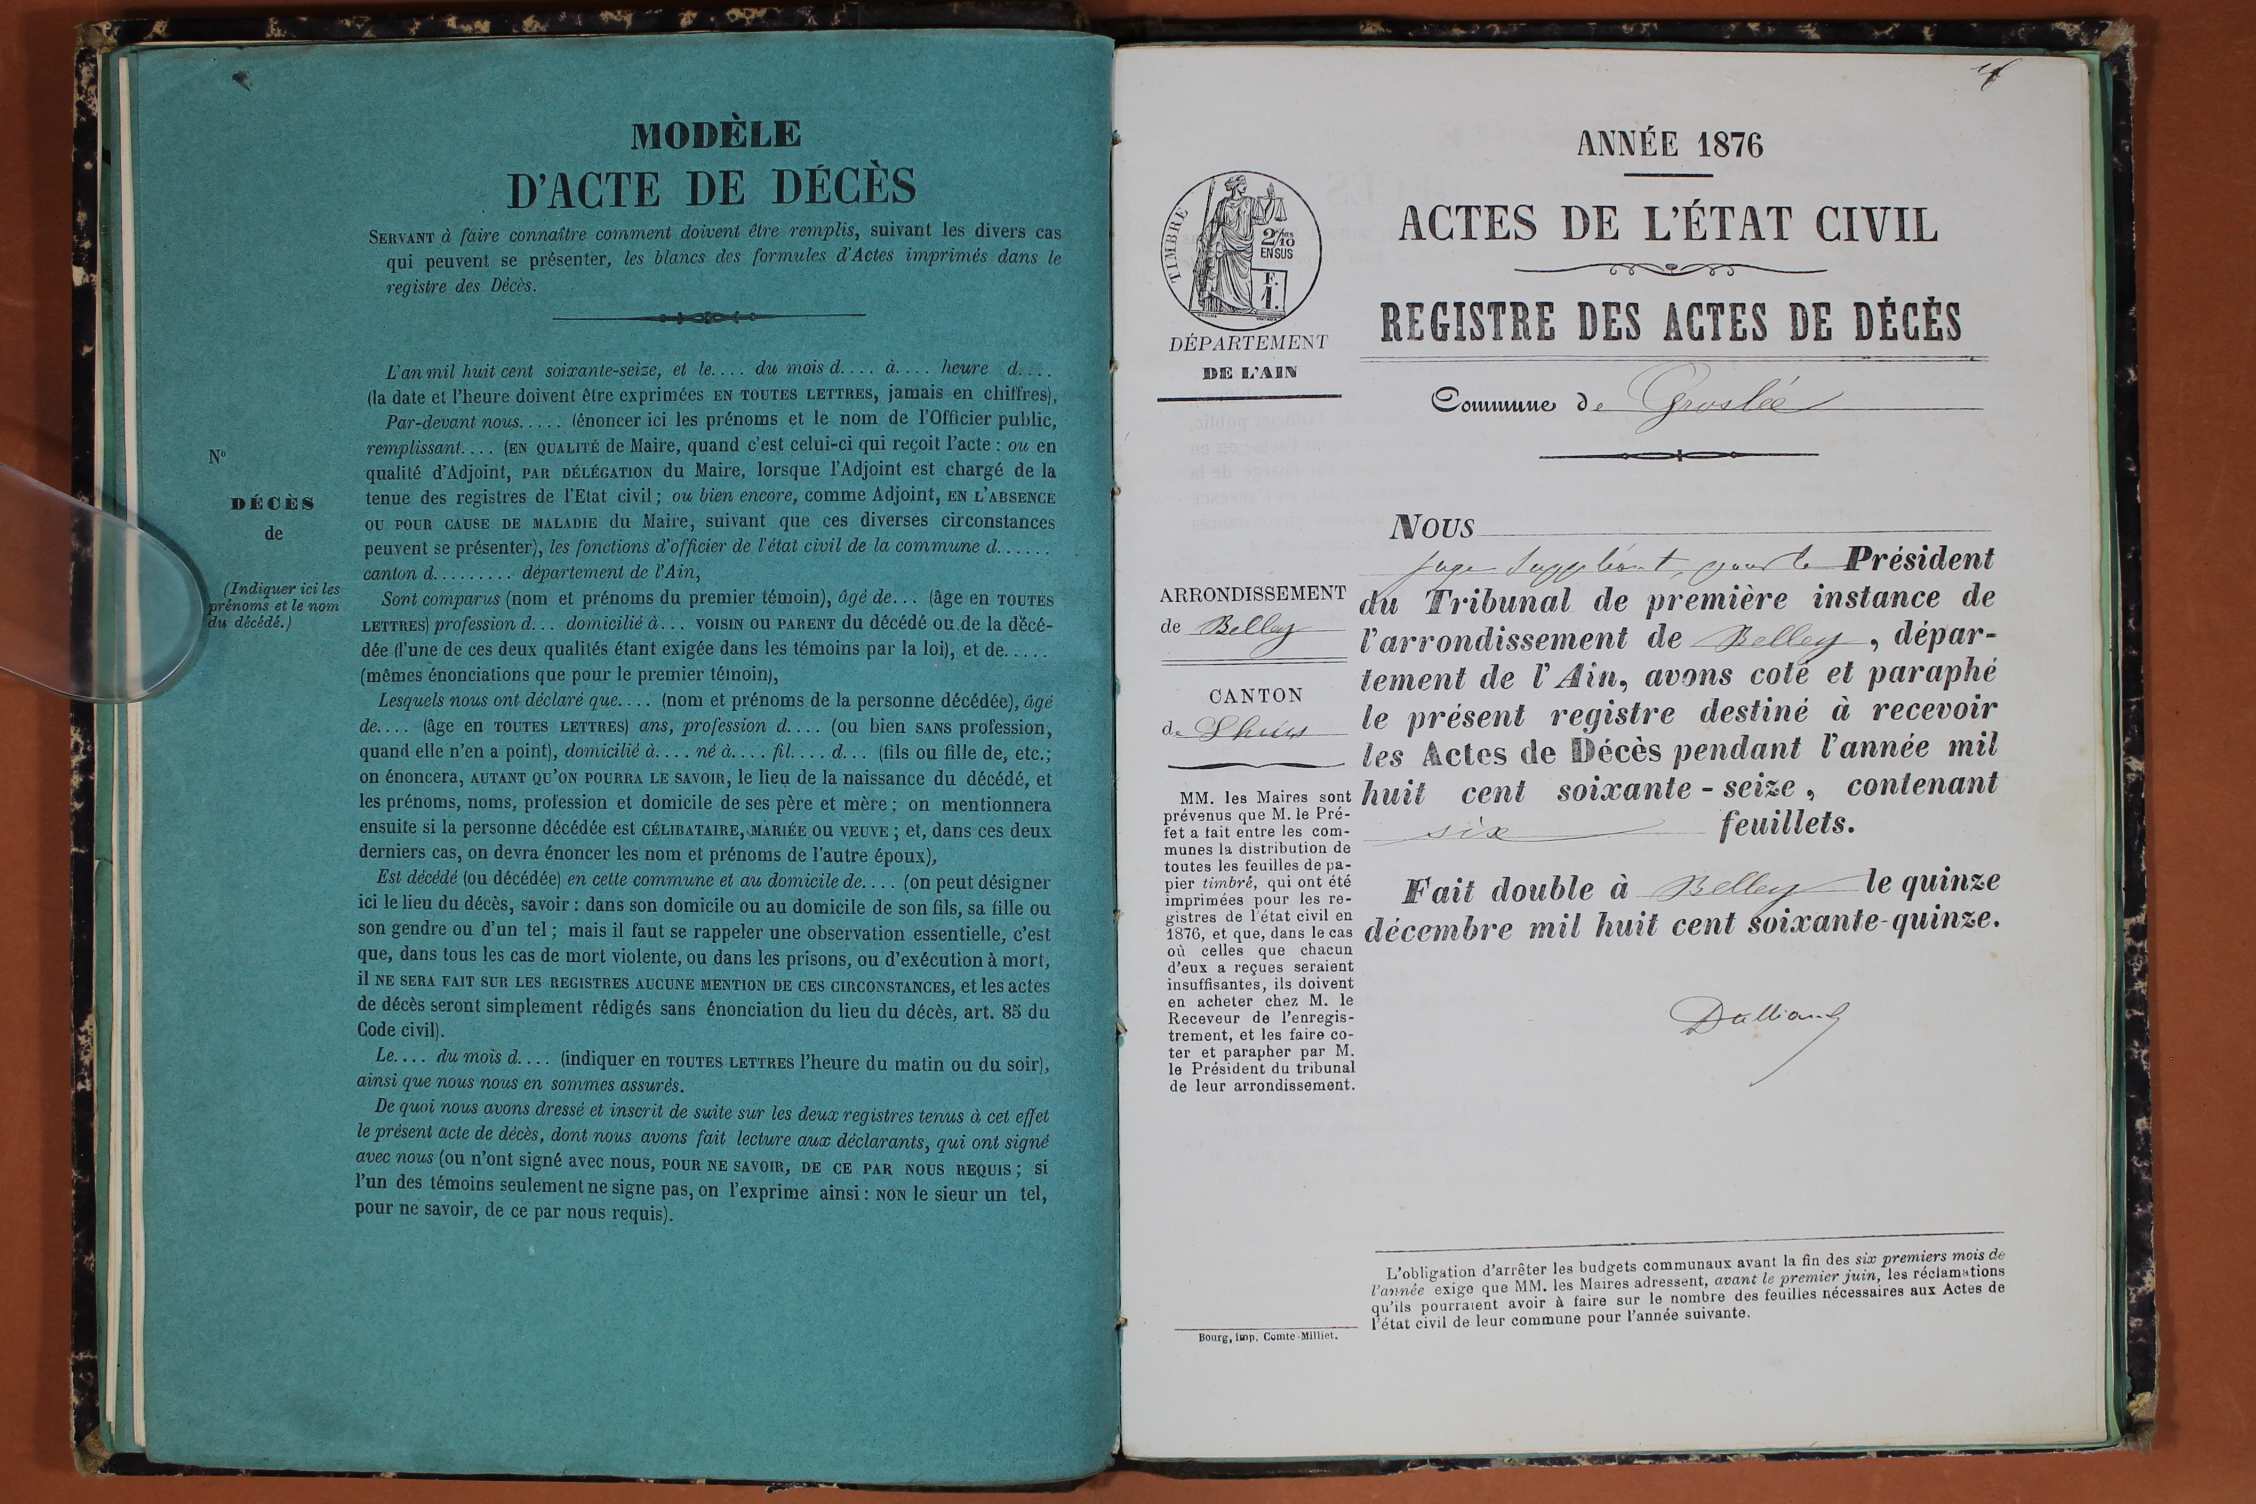 MODÈLE
D'ACTE DE DÉCÈS
SERVANT à faire connaître comment doivent être remplis, suivant les divers cas
qui peuvent se présenter, les blancs des formules d'Actes imprimés dans le
registre des Décès.
L'an mil huit cent soixante-seize, et le.... du mois d.... à.... heure d....
(la date et l'heure doivent être exprimées EN TOUTES LETTRES, jamais en chiffres),
Par-devant nous..... (énoncer ici les prénoms et le nom de l'Officier public,
remplissant.... (EN QUALITÉ de Maire, quand c'est celui-ci qui reçoit l'acte : ou en
qualité d'Adjoint, PAR DÉLÉGATION du Maire, lorsque l'Adjoint est chargé de la
tenue des registres de l'Etat civil ; ou bien encore, comme Adjoint, EN L'ABSENCE
OU POUR CAUSE DE MALADIE du Maire, suivant que ces diverses circonstances
peuvent se présenter), les fonctions d'officier de l'état civil de la commune d......
canton d......... département de l'Ain,
Sont comparus (nom et prénoms du premier témoin), âgé de... (âge en TOUTES
LETTRES) profession d... domicilié à... VOISIN OU PARENT du décédé ou de la décé-
dée (l'une de ces deux qualités étant exigée dans les témoins par la loi), et de.....
(mêmes énonciations que pour le premier témoin),
Lesquels nous ont déclaré que.... (nom et prénoms de la personne décédée), âgé
de.... (âge en TOUTES LETTRES) ans, profession d.... (ou bien SANS profession,
quand elle n'en a point), domicilié à.... né à.... fil.... d... (fils ou fille de, etc.;
on énoncera, AUTANT QU'ON POURRA LE SAVOIR, le lieu de la naissance du décédé, et
les prénoms, noms, profession et domicile de ses père et mère ; on mentionnera
ensuite si la personne décédée est CÉLIBATAIRE, MARIÉE OU VEUVE ; et, dans ces deux
derniers cas, on devra énoncer les nom et prénoms de l'autre époux),
Est décédé (ou décédée) en cette commune et au domicile de.... (on peut désigner
ici le lieu du décès, savoir : dans son domicile ou au domicile de son fils, sa fille ou
son gendre ou d'un tel ; mais il faut se rappeler une observation essentielle, c'est
que, dans tous les cas de mort violente, ou dans les prisons, ou d'exécution à mort,
il NE SERA FAIT SUR LES REGISTRES AUCUNE MENTION DE CES CIRCONSTANCES, et les actes
de décès seront simplement rédigés sans énonciation du lieu du décès, art. 85 du
Code civil).
Le.... du mois d.... (indiquer en TOUTES LETTRES l'heure du matin ou du soir),
ainsi que nous nous en sommes assurés.
De quoi nous avons dressé et inscrit de suite sur les deux registres tenus à cet effet
le présent acte de décès, dont nous avons fait lecture aux déclarants, qui ont signé
avec nous (ou n'ont signé avec nous, POUR NE SAVOIR, DE CE PAR NOUS REQUIS ; si
l'un des témoins seulement ne signe pas, on l'exprime ainsi : NON le sieur un tel,
pour ne savoir, de ce par nous requis).
N°
DÉCÈS
de
(Indiquer ici les
prénoms et le nom
du décédé.)
ANNÉE 1876
ACTES DE L'ÉTAT CIVIL
REGISTRE DES ACTES DE DÉCÈS
Commune de Groslée
TIMBRE
2/10
EN SUS
F.
1.
DÉPARTEMENT
DE L'AIN
ARRONDISSEMENT
de Belley
CANTON
de Lhuis
MM. les Maires sont
prévenus que M. le Pré-
fet a fait entre les com-
munes la distribution de
toutes les feuilles de pa-
pier timbré, qui ont été
imprimées pour les re-
gistres de l'état civil en
1876, et que, dans le cas
où celles que chacun
d'eux a reçues seraient
insuffisantes, ils doivent
en acheter chez M. le
Receveur de l'enregis-
trement, et les faire co-
ter et parapher par M.
le Président du tribunal
de leur arrondissement.
Bourg, imp. Comte-Milliet.
NOUS
juge suppléant, pour le Président
du Tribunal de première instance de
l'arrondissement de Belley, dépar-
tement de l'Ain, avons coté et paraphé
le présent registre destiné à recevoir
les Actes de Décès pendant l'année mil
huit cent soixante-seize, contenant
six feuillets.
Fait double à Belley le quinze
décembre mil huit cent soixante-quinze.
L'obligation d'arrêter les budgets communaux avant la fin des six premiers mois de
l'année exige que MM. les Maires adressent, avant le premier juin, les réclamations
qu'ils pourraient avoir à faire sur le nombre des feuilles nécessaires aux Actes de
l'état civil de leur commune pour l'année suivante.